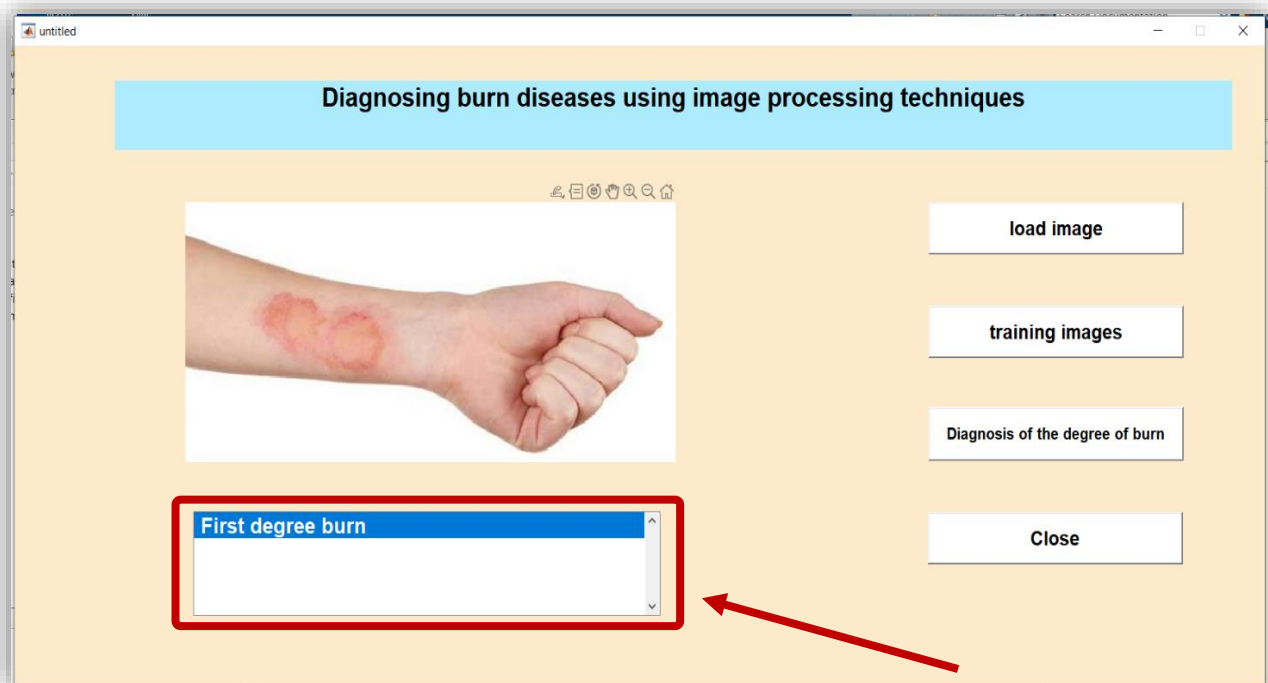 untitled
Diagnosing burn diseases using image processing techniques
load image
training images
Diagnosis of the degree of burn
First degree burn
Close